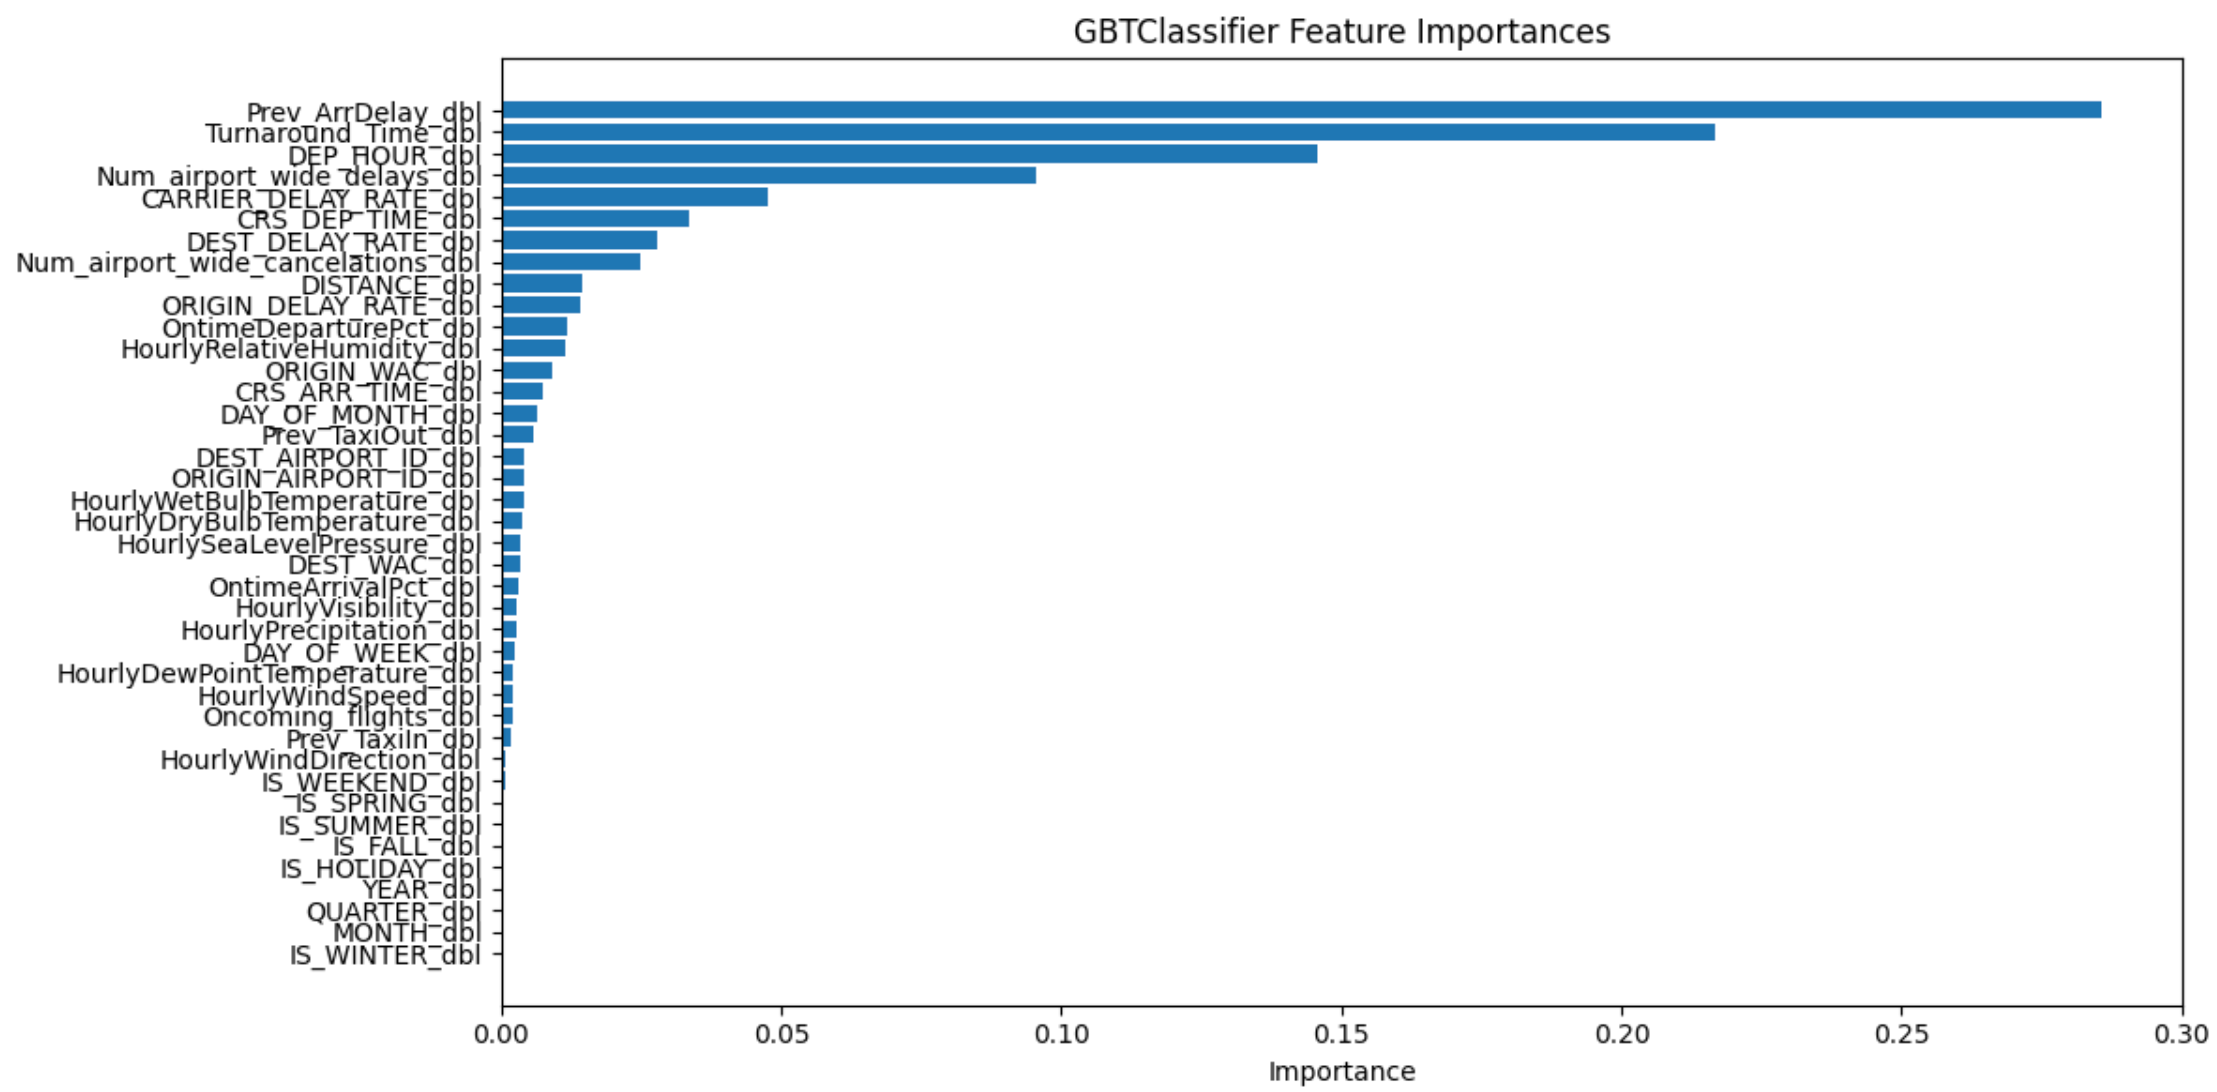 GBTClassifier Feature Importances
Prev_ArrDelay_dbl
Turnaround_Time_dbl
DEP_HOUR_dbl
Num_airport_wide_delays_dbl
CARRIER_DELAY_RATE_dbl
CRS_DEP_TIME_dbl
DEST_DELAY_RATE_dbl
Num_airport_wide_cancelations_dbl
DISTANCE_dbl
ORIGIN_DELAY_RATE_dbl
OntimeDeparturePct_dbl
HourlyRelativeHumidity_dbl
ORIGIN_WAC_dbl
CRS_ARR_TIME_dbl
DAY_OF_MONTH_dbl
Prev_TaxiOut_dbl
DEST_AIRPORT_ID_dbl
ORIGIN_AIRPORT_ID_dbl
HourlyWetBulbTemperature_dbl
HourlyDryBulbTemperature_dbl
HourlySeaLevelPressure_dbl
DEST_WAC_dbl
OntimeArrivalPct_dbl
HourlyVisibility_dbl
HourlyPrecipitation_dbl
DAY_OF_WEEK_dbl
HourlyDewPointTemperature_dbl
HourlyWindSpeed_dbl
Oncoming_flights_dbl
Prev_TaxiIn_dbl
HourlyWindDirection_dbl
IS_WEEKEND_dbl
IS_SPRING_dbl
IS_SUMMER_dbl
IS_FALL_dbl
IS_HOLIDAY_dbl
YEAR_dbl
QUARTER_dbl
MONTH_dbl
IS_WINTER_dbl
0.00 0.05 0.10 0.15 0.20 0.25 0.30
Importance